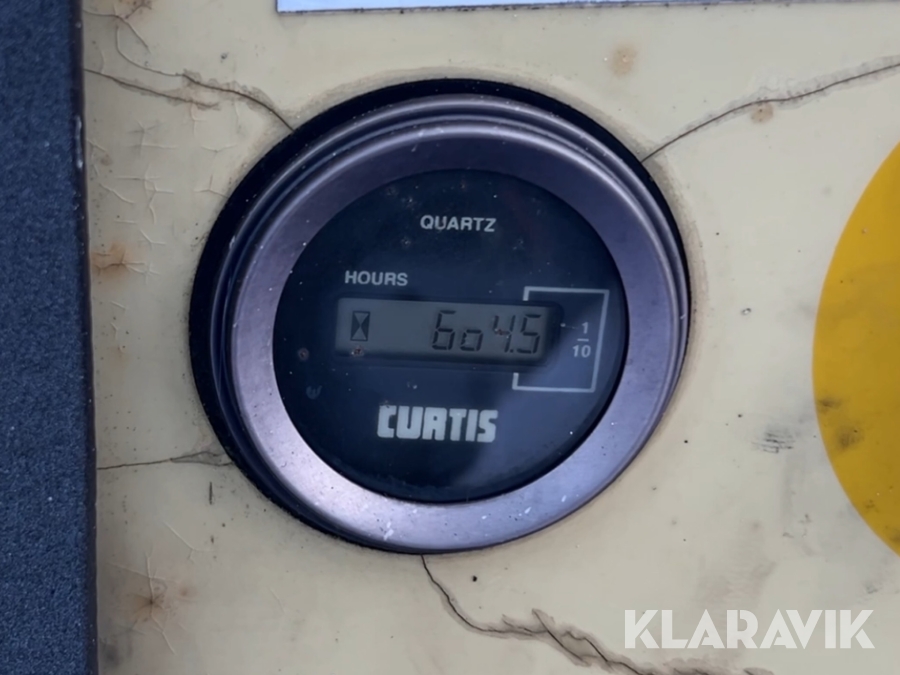 QUARTZ
HOURS
604.5
1
10
CURTIS
KLARAVIK